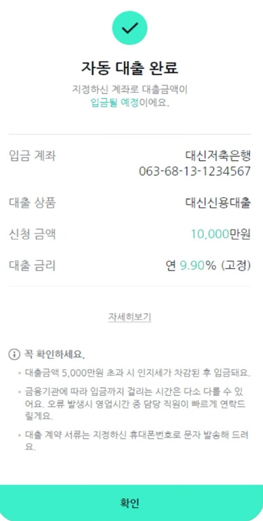 자동 대출 완료
지정하신 계좌로 대출금액이
입금될 예정이에요.
입금 계좌
대신저축은행
063-68-13-1234567
대출 상품
대신신용대출
신청 금액
10,000만원
대출 금리
연 9.90% (고정)
자세히보기
꼭 확인하세요.
• 대출금액 5,000만원 초과 시 인지세가 차감된 후 입금돼요.
• 금융기관에 따라 입금까지 걸리는 시간은 다소 다를 수 있
어요. 오류 발생시 영업시간 중 담당 직원이 빠르게 연락드
릴게요.
• 대출 계약 서류는 지정하신 휴대폰번호로 문자 발송해 드려
요.
확인